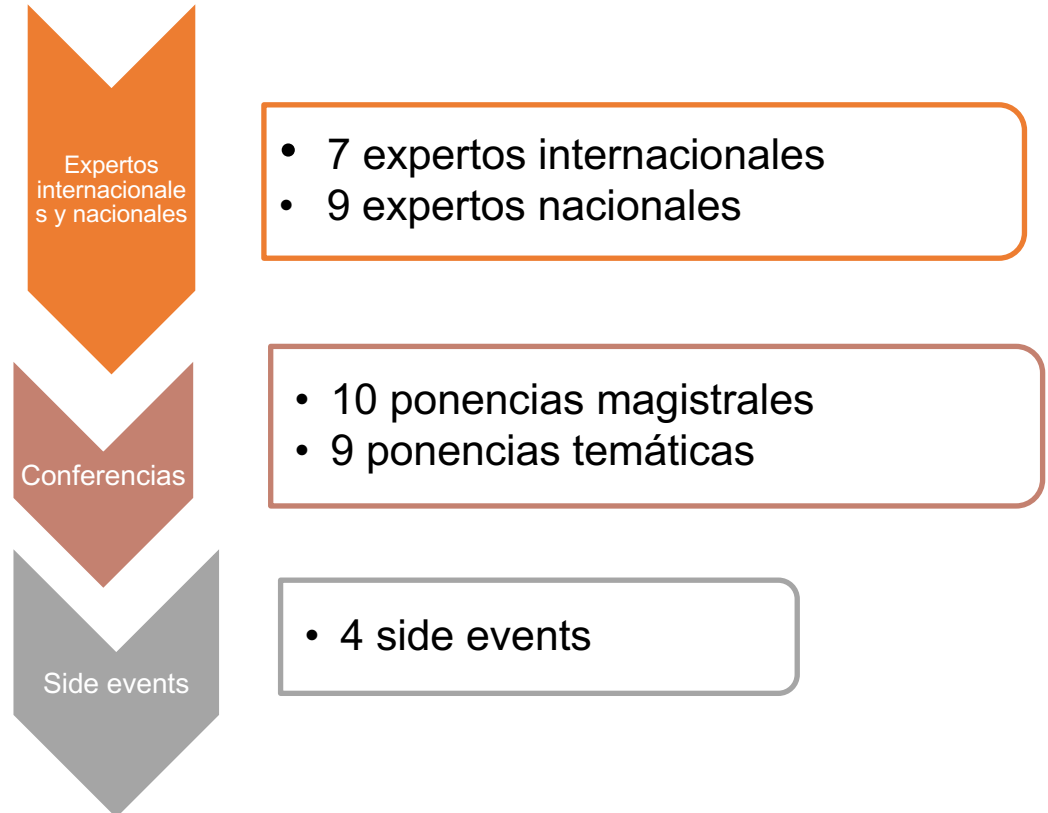 Expertos
internacionale
s y nacionales
• 7 expertos internacionales
• 9 expertos nacionales
Conferencias
• 10 ponencias magistrales
• 9 ponencias temáticas
Side events
• 4 side events